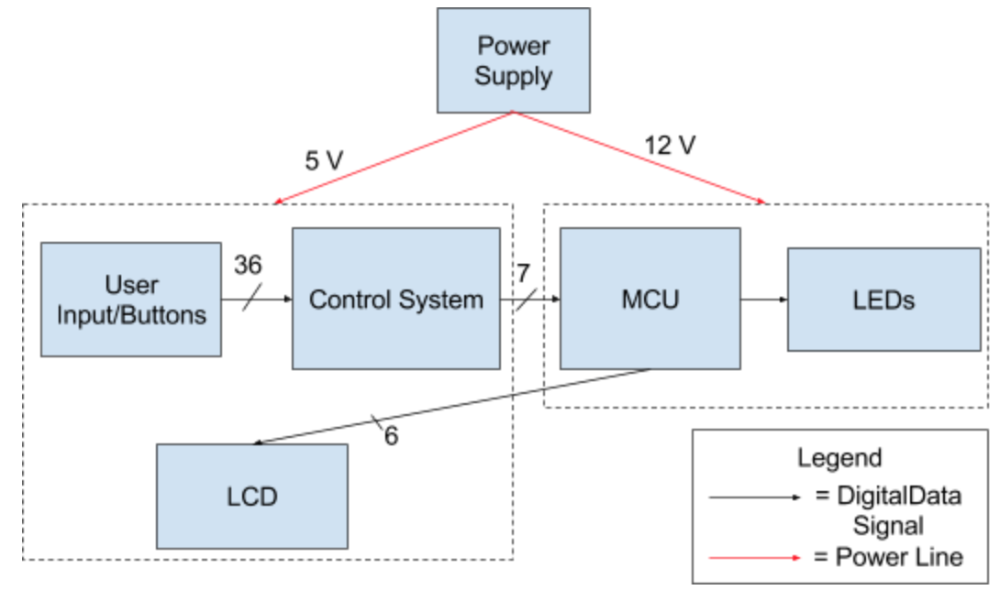 Power
Supply
5 V
12 V
User
Input/Buttons
36
Control System
7
MCU
LEDs
6
LCD
Legend
= DigitalData
Signal
= Power Line